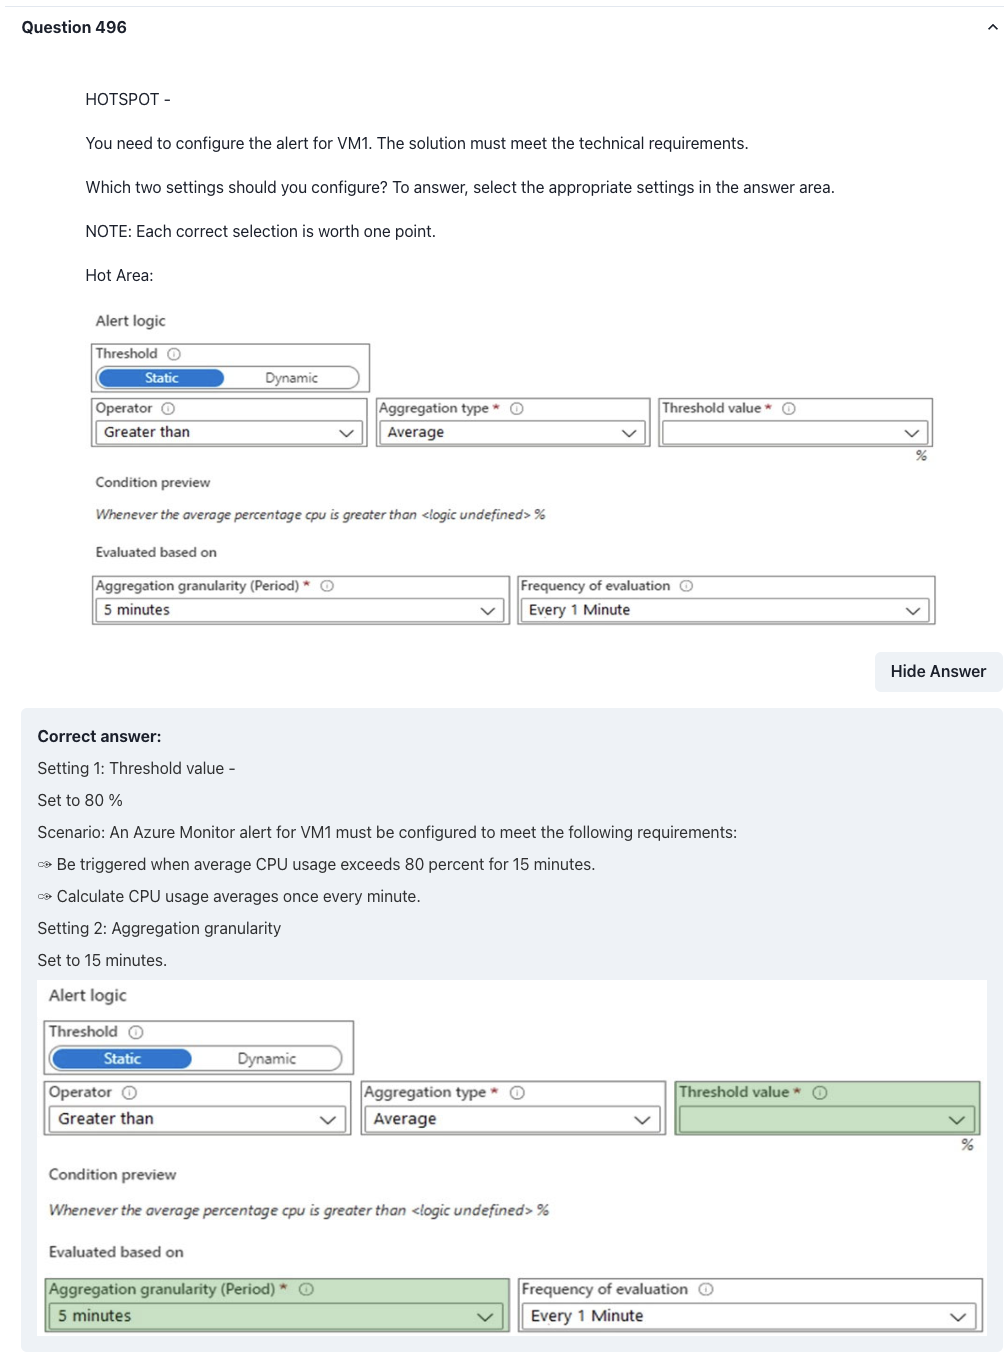 Question 496
HOTSPOT -
You need to configure the alert for VM1. The solution must meet the technical requirements.
Which two settings should you configure? To answer, select the appropriate settings in the answer area.
NOTE: Each correct selection is worth one point.
Hot Area:
Alert logic
Threshold
Static Dynamic
Operator Aggregation type * Threshold value *
Greater than Average
%
Condition preview
Whenever the average percentage cpu is greater than <logic undefined> %
Evaluated based on
Aggregation granularity (Period) * Frequency of evaluation
5 minutes Every 1 Minute
Hide Answer
Correct answer:
Setting 1: Threshold value -
Set to 80 %
Scenario: An Azure Monitor alert for VM1 must be configured to meet the following requirements:
✑ Be triggered when average CPU usage exceeds 80 percent for 15 minutes.
✑ Calculate CPU usage averages once every minute.
Setting 2: Aggregation granularity
Set to 15 minutes.
Alert logic
Threshold
Static Dynamic
Operator Aggregation type * Threshold value *
Greater than Average
%
Condition preview
Whenever the average percentage cpu is greater than <logic undefined> %
Evaluated based on
Aggregation granularity (Period) * Frequency of evaluation
5 minutes Every 1 Minute